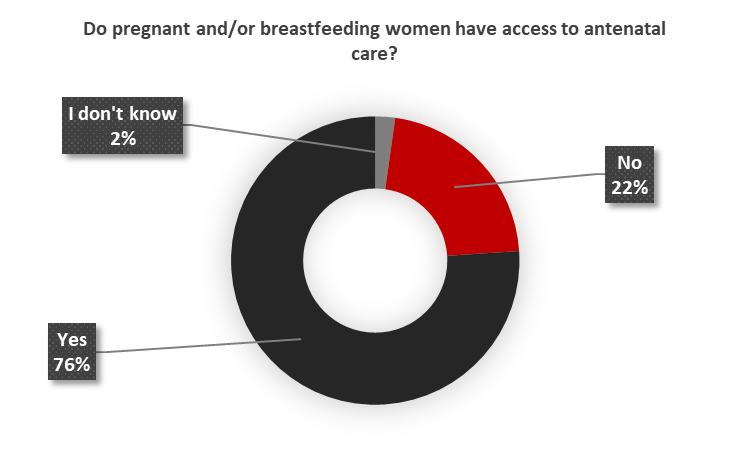 Do pregnant and/or breastfeeding women have access to antenatal
care?
I don't know
2%
No
22%
Yes
76%